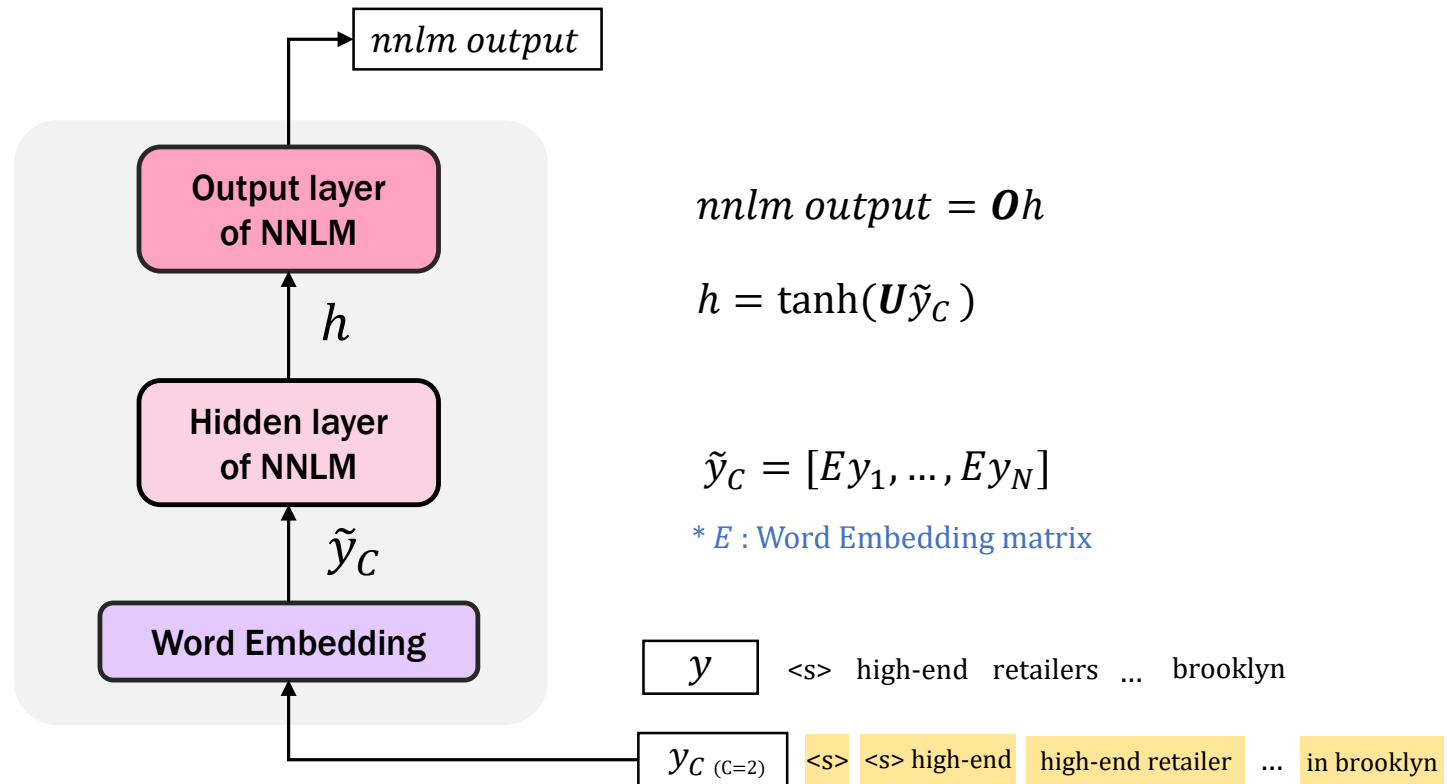 nnlm output
Output layer
of NNLM
nnlm output = Oh
h = tanh(Uỹ_C)
h
Hidden layer
of NNLM
ỹ_C = [Ey_1, ..., Ey_N]
* E : Word Embedding matrix
ỹ_C
Word Embedding
y <s> high-end retailers ... brooklyn
y_C (C=2) <s> <s> high-end high-end retailer ... in brooklyn